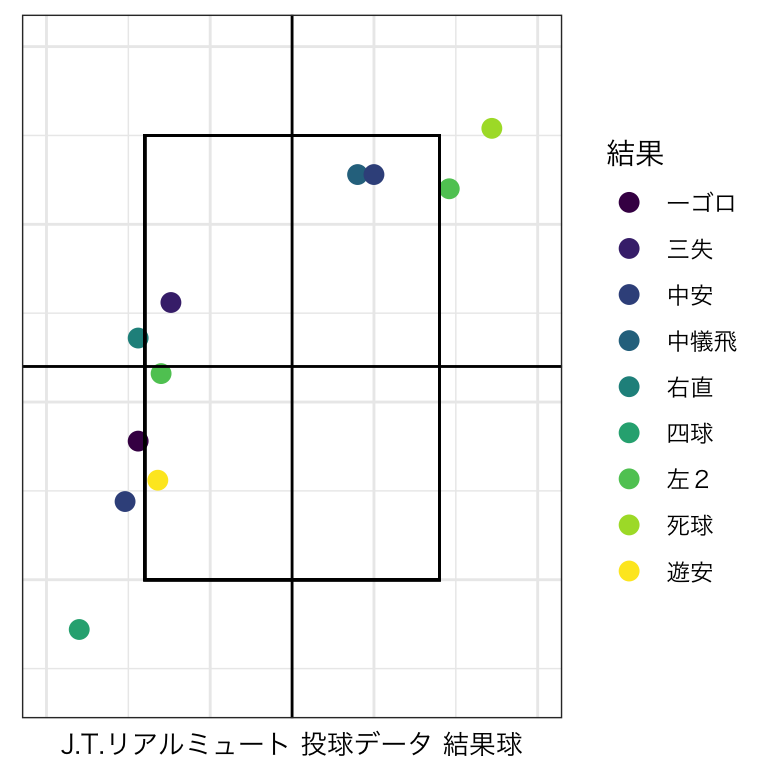 結果
一ゴロ
三失
中安
中犠飛
右直
四球
左２
死球
遊安
J.T.リアルミュート 投球データ 結果球